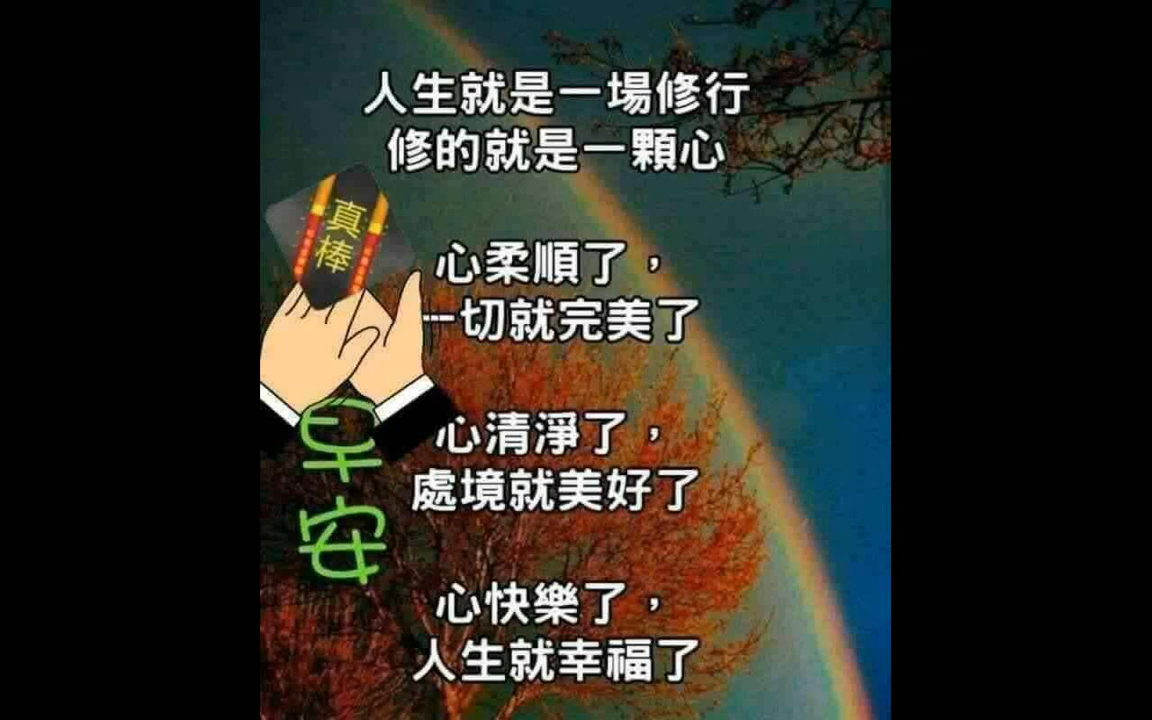 人生就是一場修行
修的就是一顆心
真棒
心柔順了，
一切就完美了
心清淨了，
處境就美好了
早安
心快樂了，
人生就幸福了